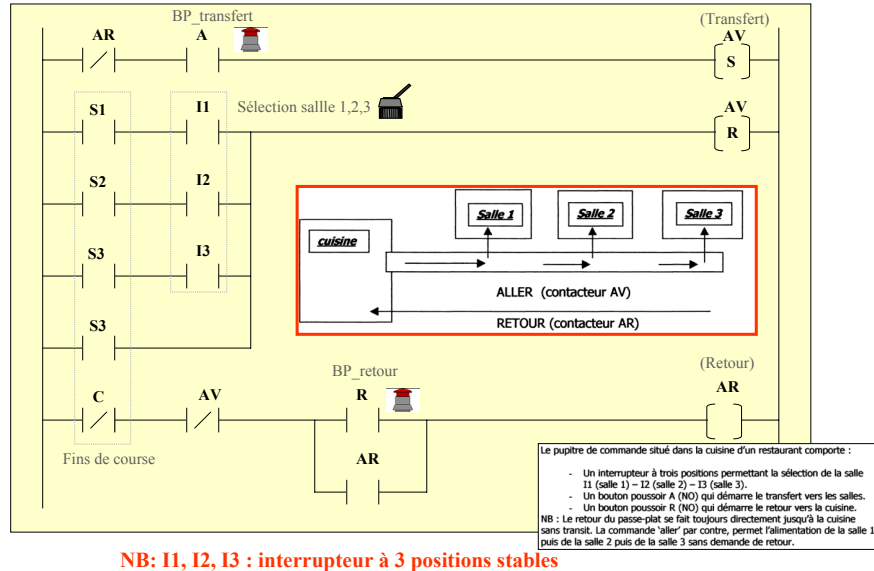 BP_transfert
(Transfert)
AR
A
AV
S
S1
I1
Sélection sallle 1,2,3
AV
R
S2
I2
S3
I3
Salle 1
Salle 2
Salle 3
cuisine
ALLER (contacteur AV)
RETOUR (contacteur AR)
S3
BP_retour
(Retour)
C
AV
R
AR
Fins de course
AR
Le pupitre de commande situé dans la cuisine d'un restaurant comporte :
- Un interrupteur à trois positions permettant la sélection de la salle
I1 (salle 1) – I2 (salle 2) – I3 (salle 3).
- Un bouton poussoir A (NO) qui démarre le transfert vers les salles.
- Un bouton poussoir R (NO) qui démarre le retour vers la cuisine.
NB : Le retour du passe-plat se fait toujours directement jusqu'à la cuisine
sans transit. La commande 'aller' par contre, permet l'alimentation de la salle 1
puis de la salle 2 puis de la salle 3 sans demande de retour.
NB: I1, I2, I3 : interrupteur à 3 positions stables